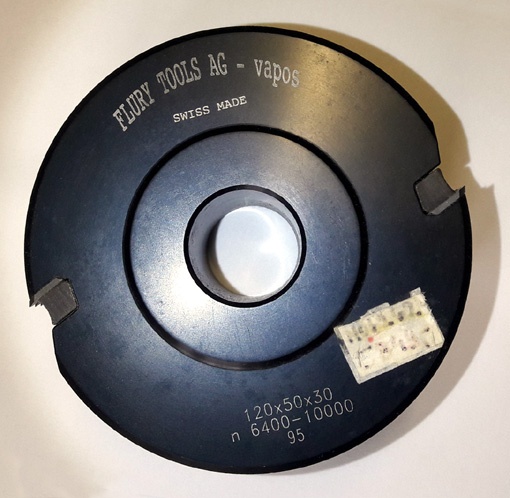 FLURY TOOLS AG - vapos
SWISS MADE
120x50x30
n 6400-10000
95